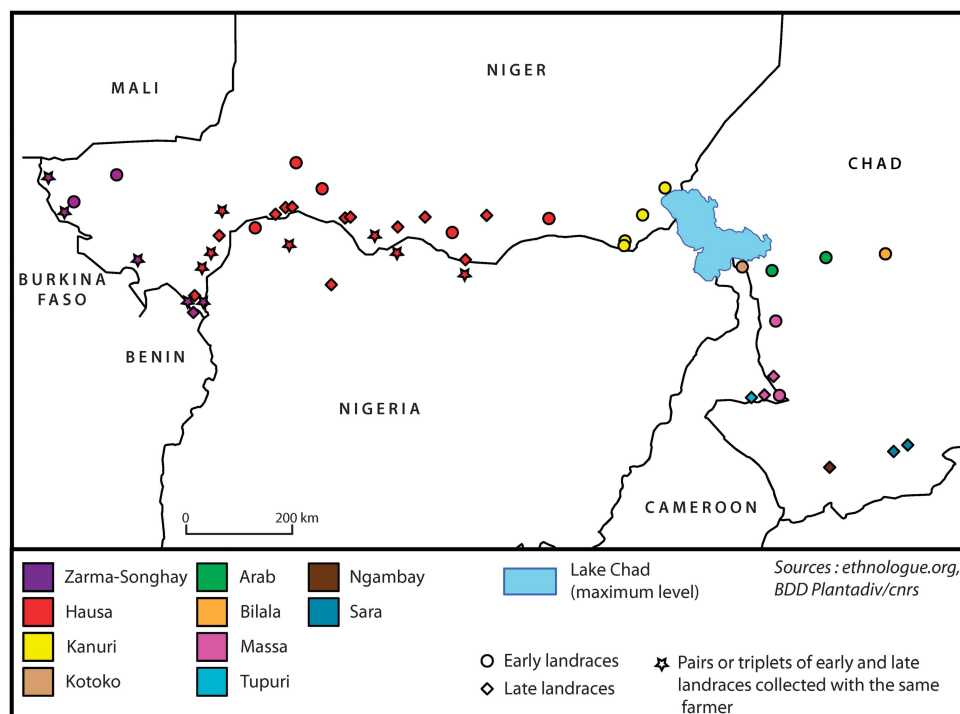 NIGER
MALI
CHAD
BURKINA
FASO
BENIN
NIGERIA
CAMEROON
0 200 km
Zarma-Songhay
Hausa
Kanuri
Kotoko
Arab
Bilala
Massa
Tupuri
Ngambay
Sara
Lake Chad
(maximum level)
Sources : ethnologue.org,
BDD Plantadiv/cnrs
Early landraces
Late landraces
Pairs or triplets of early and late
landraces collected with the same
farmer